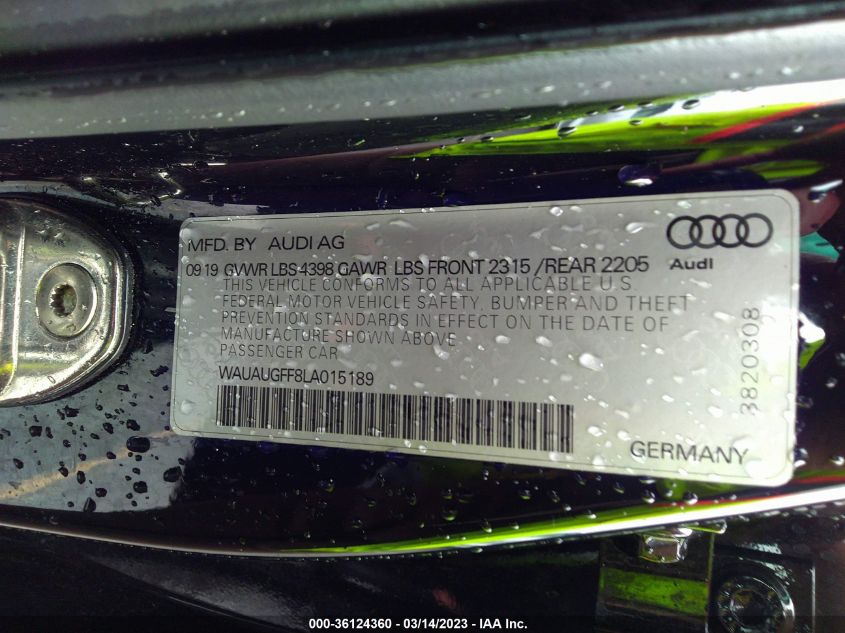 MFD. BY AUDI AG
09 19 GVWR LBS 4398 GAWR LBS FRONT 2315 /REAR 2205
Audi
THIS VEHICLE CONFORMS TO ALL APPLICABLE U.S.
FEDERAL MOTOR VEHICLE SAFETY, BUMPER AND THEFT
PREVENTION STANDARDS IN EFFECT ON THE DATE OF
MANUFACTURE SHOWN ABOVE
PASSENGER CAR
WAUAUGFF8LA015189
3820308
GERMANY
000-36124360 — 03/14/2023 — IAA Inc.